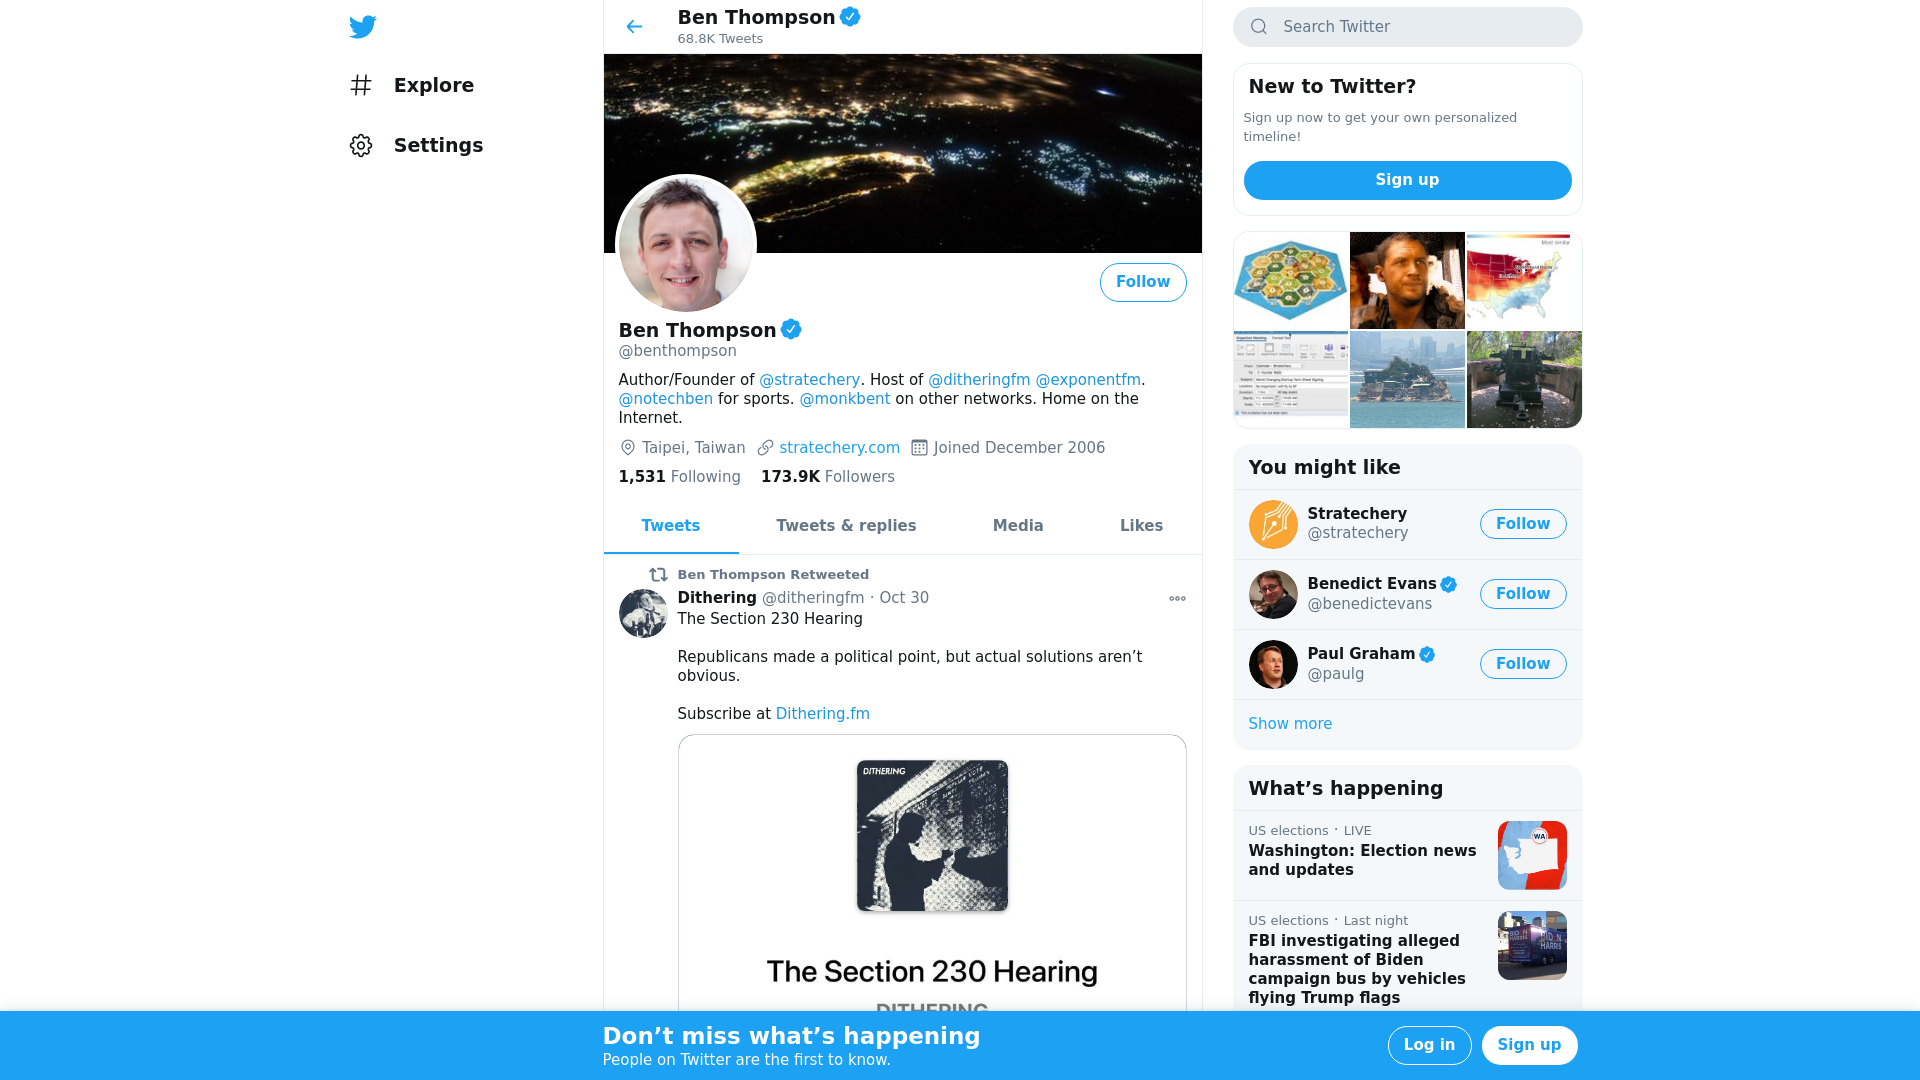 Explore
Settings
Ben Thompson
68.8K Tweets
Follow
Ben Thompson
@benthompson
Author/Founder of @stratechery. Host of @ditheringfm @exponentfm.
@notechben for sports. @monkbent on other networks. Home on the
Internet.
Taipei, Taiwan stratechery.com Joined December 2006
1,531 Following 173.9K Followers
Tweets Tweets & replies Media Likes
Ben Thompson Retweeted
Dithering @ditheringfm · Oct 30
The Section 230 Hearing
Republicans made a political point, but actual solutions aren’t
obvious.
Subscribe at Dithering.fm
DITHERING
The Section 230 Hearing
DITHERING
Search Twitter
New to Twitter?
Sign up now to get your own personalized
timeline!
Sign up
Most similar
You might like
Stratechery
@stratechery
Follow
Benedict Evans
@benedictevans
Follow
Paul Graham
@paulg
Follow
Show more
What’s happening
US elections · LIVE
Washington: Election news
and updates
WA
US elections · Last night
FBI investigating alleged
harassment of Biden
campaign bus by vehicles
flying Trump flags
Don’t miss what’s happening
People on Twitter are the first to know.
Log in
Sign up